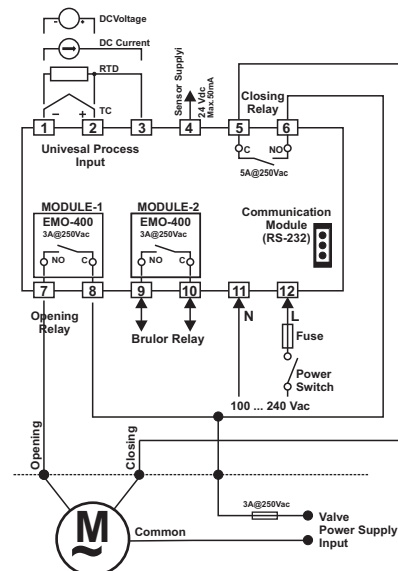 DCVoltage
- +
DC Current
RTD
TC
- +
Sensor Supplyi
24 Vdc
Max.50mA
Closing
Relay
1 2 3 4 5 6
Univesal Process
Input
C NO
5A@250Vac
MODULE-1
EMO-400
3A@250Vac
NO C
MODULE-2
EMO-400
3A@250Vac
NO C
Communication
Module
(RS-232)
7 8 9 10 11 12
Opening
Relay
Brulor Relay
N
L
Fuse
Power
Switch
100 ... 240 Vac
Opening
Closing
3A@250Vac
M
~
Common
Valve
Power Supply
Input